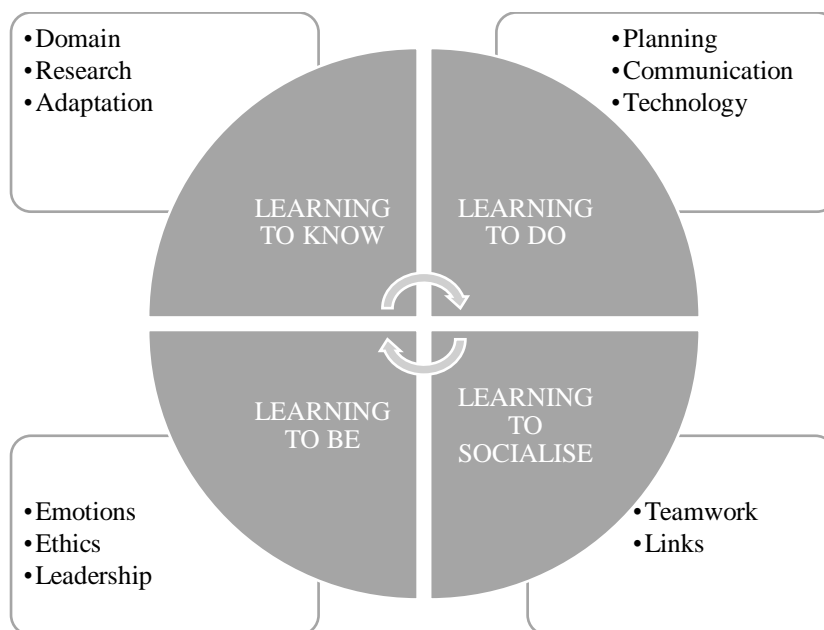 •Domain
•Research
•Adaptation
•Planning
•Communication
•Technology
LEARNING
TO KNOW
LEARNING
TO DO
LEARNING
TO BE
LEARNING
TO
SOCIALISE
•Emotions
•Ethics
•Leadership
•Teamwork
•Links